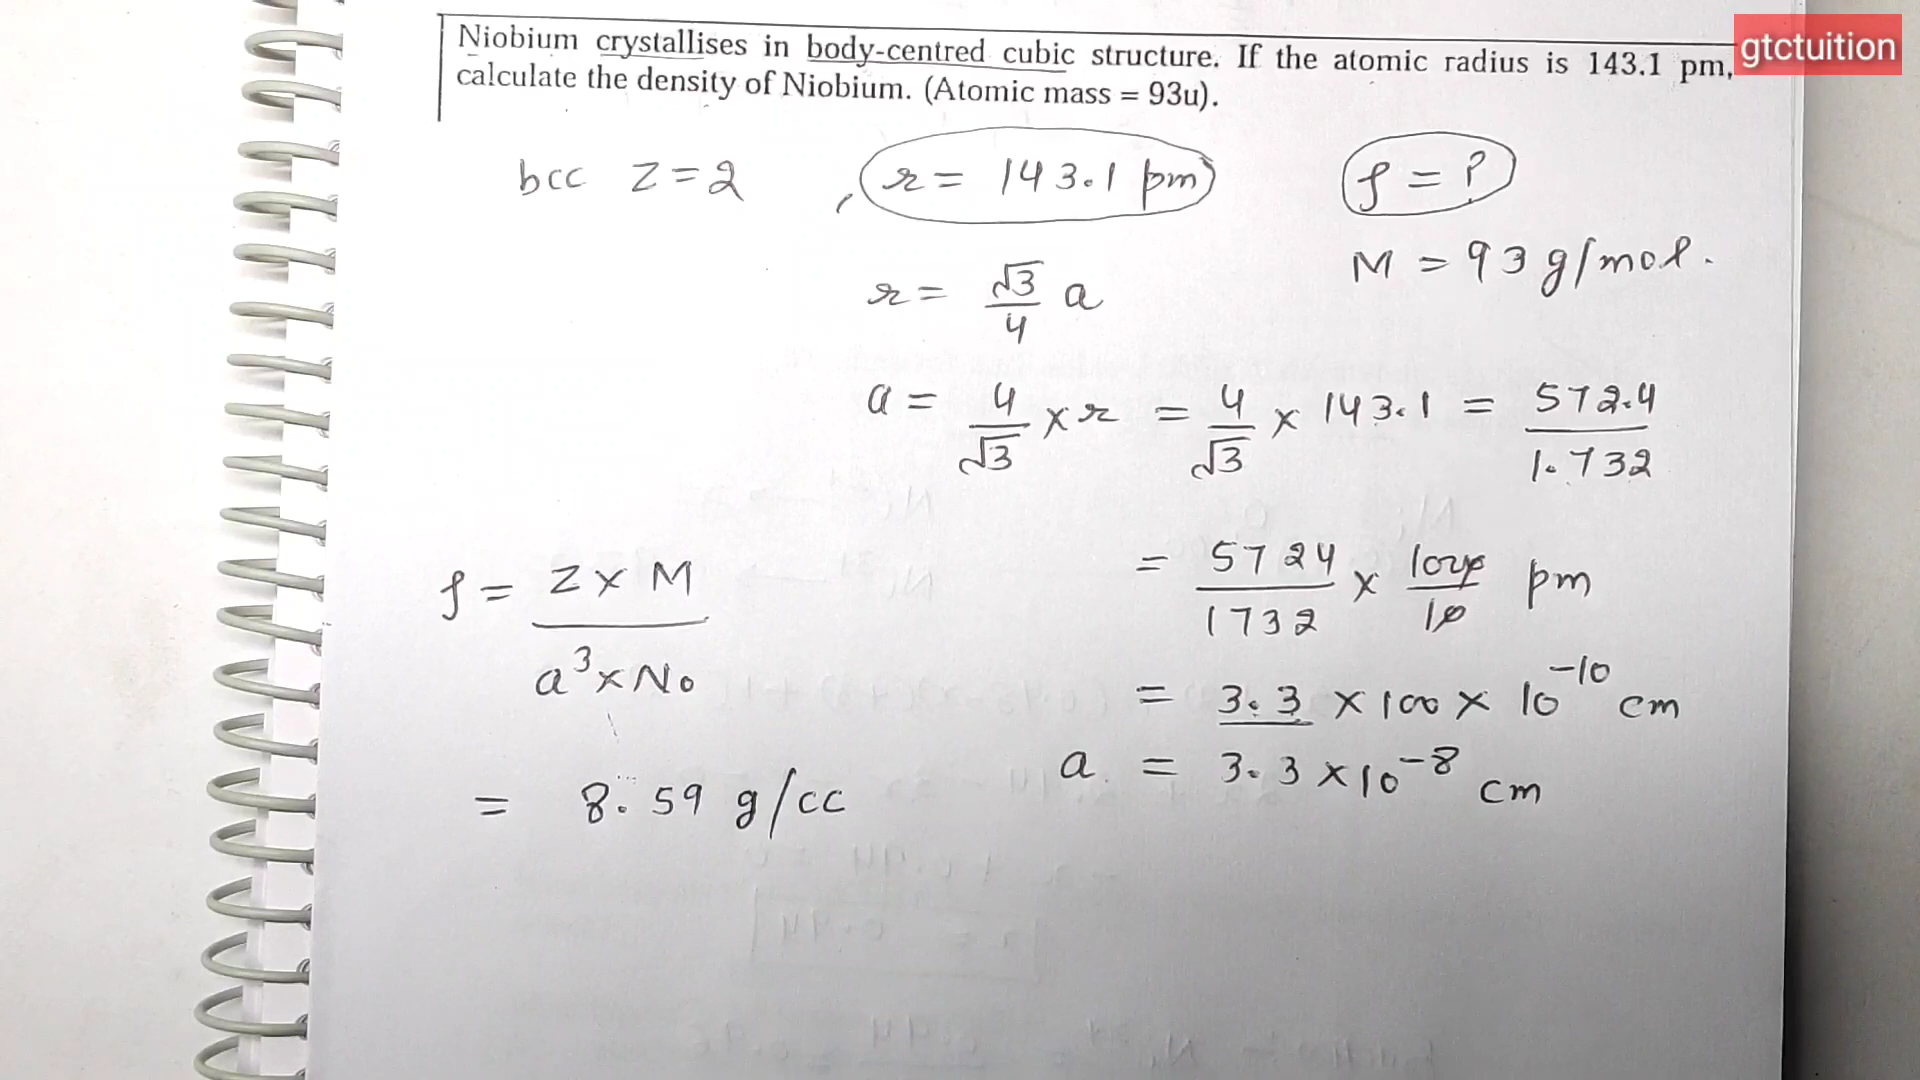 gtctuition
Niobium crystallises in body-centred cubic structure. If the atomic radius is 143.1 pm,
calculate the density of Niobium. (Atomic mass = 93u).
bcc Z=2 , r = 143.1 pm ρ = ?
M = 93 g/mol.
r = √3/4 a
a = 4/√3 × r = 4/√3 × 143.1 = 572.4/1.732
= 5724/1732 × 1000/10 pm
= 3.3 × 100 × 10⁻¹⁰ cm
a = 3.3 × 10⁻⁸ cm
ρ = Z × M / a³ × N₀
= 8.59 g/cc